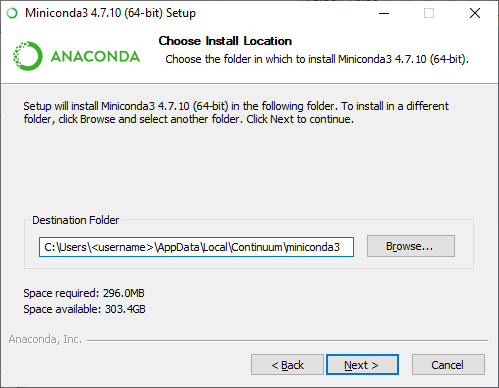 Miniconda3 4.7.10 (64-bit) Setup
ANACONDA
Choose Install Location
Choose the folder in which to install Miniconda3 4.7.10 (64-bit).
Setup will install Miniconda3 4.7.10 (64-bit) in the following folder. To install in a different
folder, click Browse and select another folder. Click Next to continue.
Destination Folder
C:\Users\<username>\AppData\Local\Continuum\miniconda3
Browse...
Space required: 296.0MB
Space available: 303.4GB
Anaconda, Inc.
< Back
Next >
Cancel